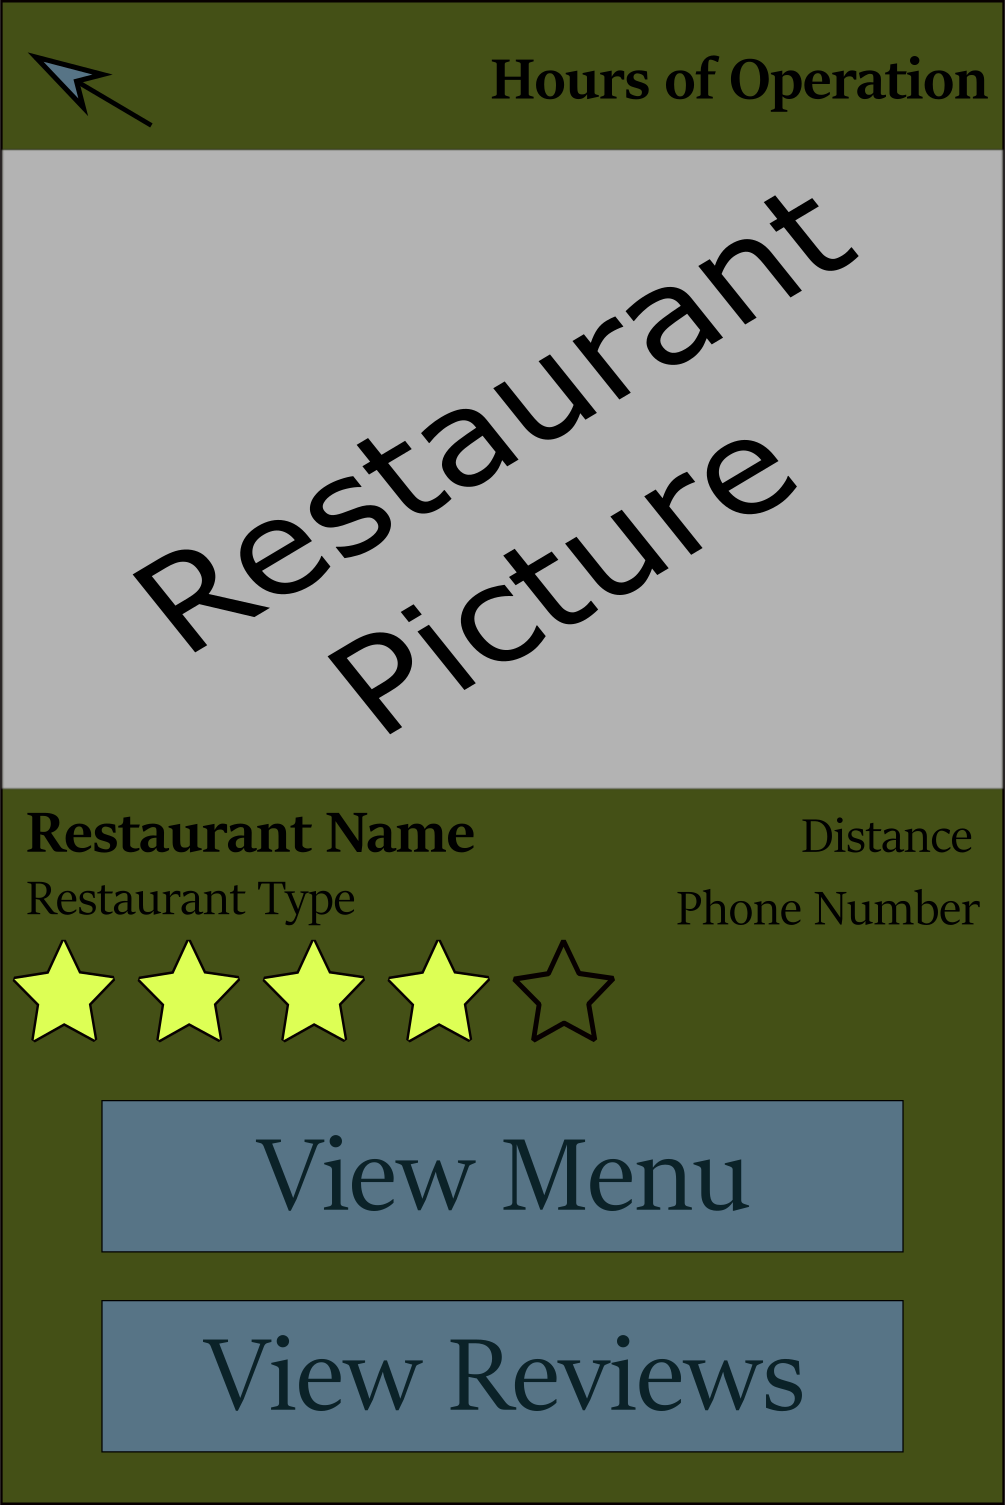 Hours of Operation
Restaurant
Picture
Restaurant Name
Distance
Restaurant Type
Phone Number
View Menu
View Reviews